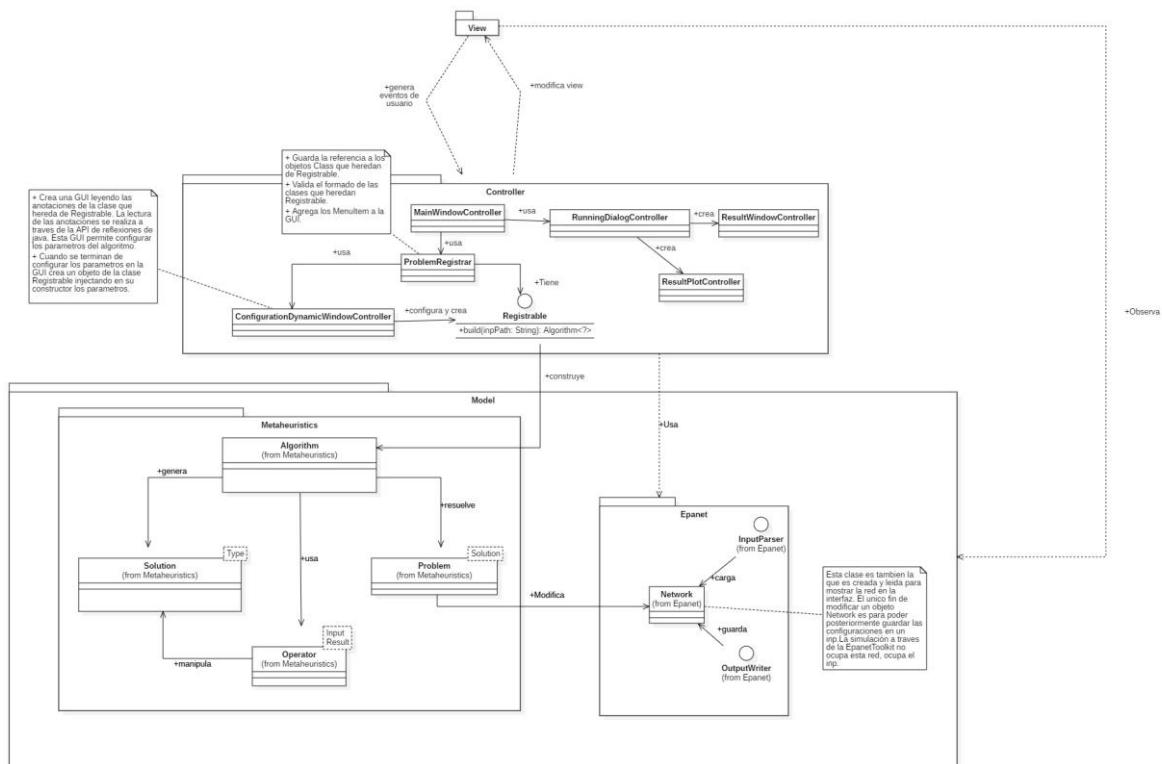 View
+genera
eventos de
usuario
+modifica view
+ Guarda la referencia a los
objetos Class que heredan
de Registrable.
+ Valida el formado de las
clases que heredan
Registrable.
+ Agrega los MenuItem a la
GUI.
+ Crea una GUI leyendo las
anotaciones de la clase que
hereda de Registrable. La lectura
de las anotaciones se realiza a
traves de la API de reflexiones de
java. Esta GUI permite configurar
los parametros del algoritmo.
+ Cuando se terminan de
configurar los parametros en la
GUI crea un objeto de la clase
Registrable injectando en su
constructor los parametros.
Controller
MainWindowController
+usa
RunningDialogController
+crea
ResultWindowController
+usa
+crea
+usa
ProblemRegistrar
+Tiene
ResultPlotController
ConfigurationDynamicWindowController
+configura y crea
Registrable
+build(inpPath: String): Algorithm<?>
+Observa
+construye
Model
+Usa
Metaheuristics
Algorithm
(from Metaheuristics)
+genera
+resuelve
+usa
Type
Solution
(from Metaheuristics)
Solution
Problem
(from Metaheuristics)
Input
Result
Operator
(from Metaheuristics)
+manipula
+Modifica
Epanet
InputParser
(from Epanet)
+carga
Network
(from Epanet)
+guarda
OutputWriter
(from Epanet)
Esta clase es tambien la
que es creada y leida para
mostrar la red en la
interfaz. El unico fin de
modificar un objeto
Network es para poder
posteriormente guardar las
configuraciones en un
inp.La simulación a traves
de la EpanetToolkit no
ocupa esta red, ocupa el
inp.